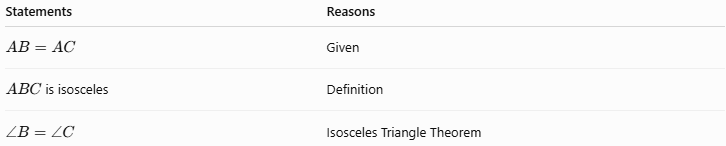 Statements Reasons
AB = AC Given
ABC is isosceles Definition
∠B = ∠C Isosceles Triangle Theorem